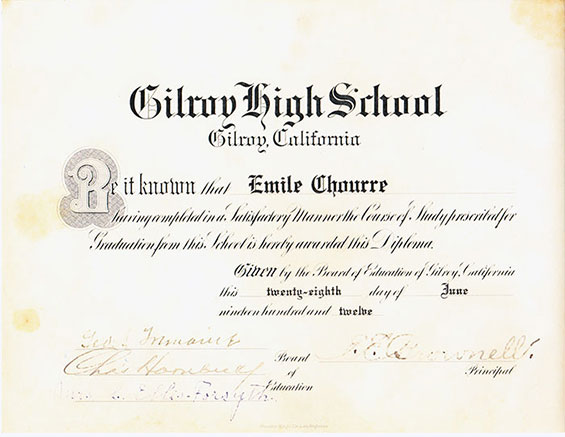 Gilroy High School
Gilroy, California
Be it known that Emile Chourre
having completed in a Satisfactory Manner the Course of Study prescribed for
Graduation from this School is hereby awarded this Diploma.
Given by the Board of Education of Gilroy, California
this twenty-eighth day of June
nineteen hundred and twelve
Board
of
Education
Forsyth
Principal